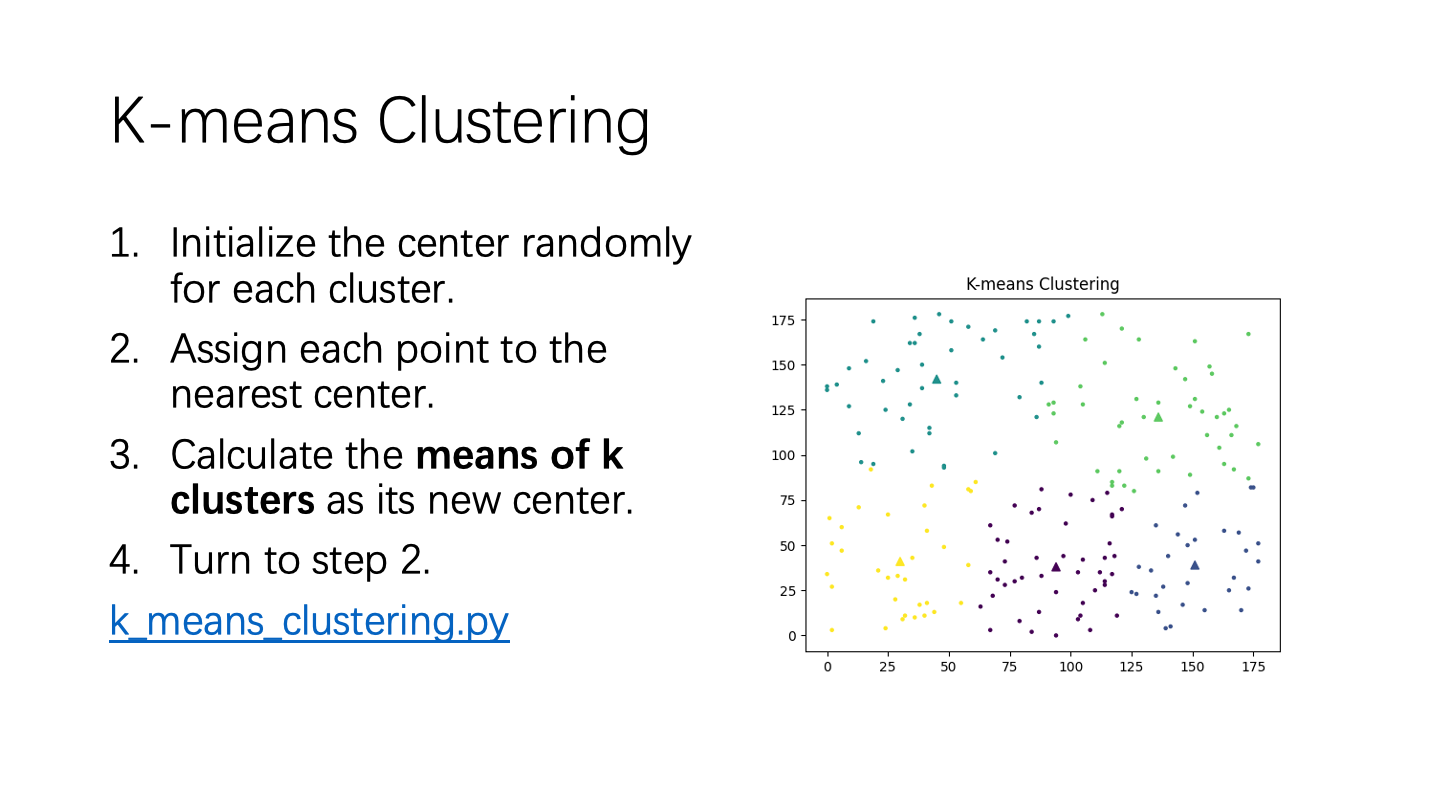 K-means Clustering
1. Initialize the center randomly
for each cluster.
2. Assign each point to the
nearest center.
3. Calculate the means of k
clusters as its new center.
4. Turn to step 2.
k_means_clustering.py
K-means Clustering
175
150
125
100
75
50
25
0
0 25 50 75 100 125 150 175